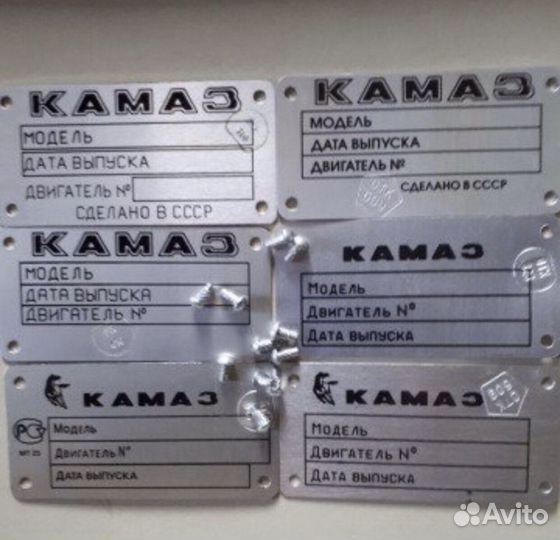 КАМАЗ
МОДЕЛЬ
ДАТА ВЫПУСКА
ДВИГАТЕЛЬ №
СДЕЛАНО В СССР
КАМАЗ
МОДЕЛЬ
ДАТА ВЫПУСКА
ДВИГАТЕЛЬ №
СДЕЛАНО В СССР
КАМАЗ
МОДЕЛЬ
ДАТА ВЫПУСКА
ДВИГАТЕЛЬ №
КАМАЗ
Модель
Двигатель №
Дата выпуска
КАМАЗ
Модель
Двигатель №
Дата выпуска
КАМАЗ
Модель
Двигатель №
Дата выпуска
Avito